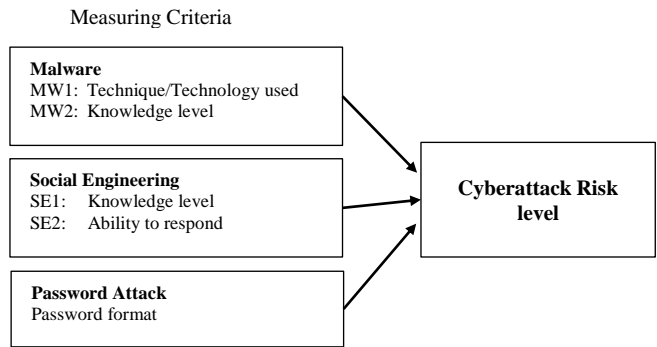 Measuring Criteria
Malware
MW1: Technique/Technology used
MW2: Knowledge level
Social Engineering
SE1: Knowledge level
SE2: Ability to respond
Password Attack
Password format
Cyberattack Risk
level